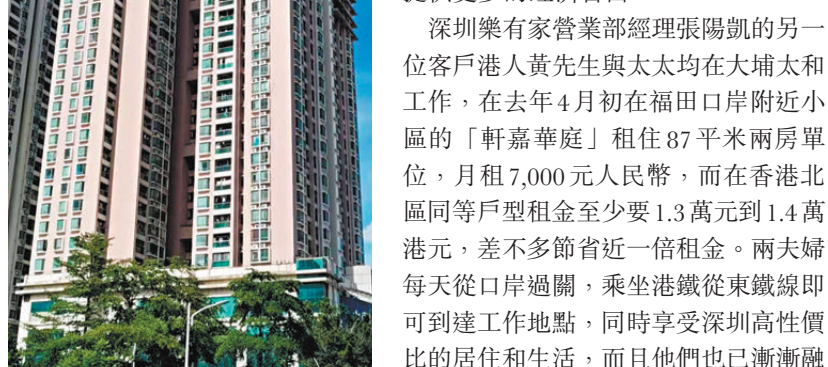 深圳樂有家營業部經理張陽凱的另一
位客戶港人黃先生與太太均在大埔太和
工作，在去年4月初在福田口岸附近小
區的「軒嘉華庭」租住87平米兩房單
位，月租7,000元人民幣，而在香港北
區同等戶型租金至少要1.3萬元到1.4萬
港元，差不多節省近一倍租金。兩夫婦
每天從口岸過關，乘坐港鐵從東鐵線即
可到達工作地點，同時享受深圳高性價
比的居住和生活，而且他們也已漸漸融